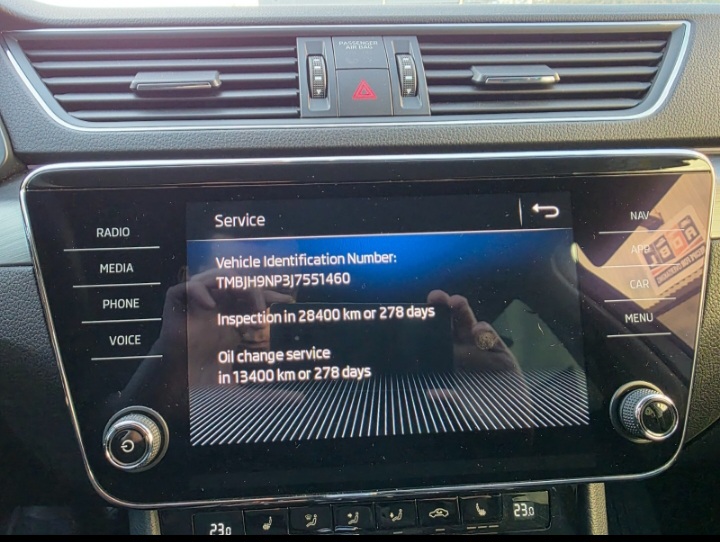 PASSENGER
AIR BAG
Service
RADIO
MEDIA
PHONE
VOICE
Vehicle Identification Number:
TMBJH9NP3J7551460
Inspection in 28400 km or 278 days
Oil change service
in 13400 km or 278 days
NAV
APP
CAR
MENU
23.0
23.0